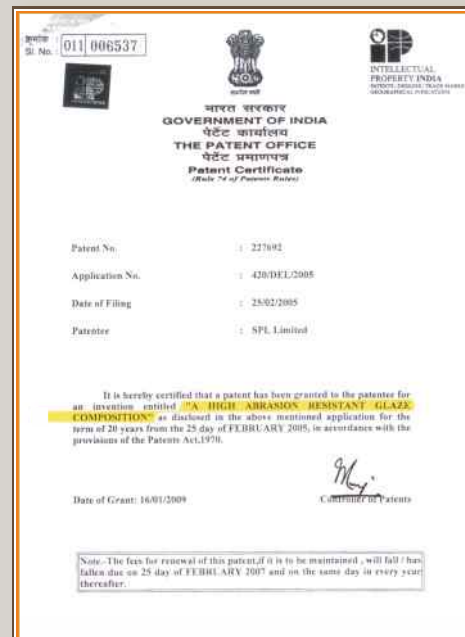 क्रमांक :
SI. No. 011 006537
INTELLECTUAL
PROPERTY INDIA
PATENTS | DESIGNS | TRADE MARKS
GEOGRAPHICAL INDICATIONS
भारत सरकार
GOVERNMENT OF INDIA
पेटेंट कार्यालय
THE PATENT OFFICE
पेटेंट प्रमाणपत्र
Patent Certificate
(Rule 74 of Patents Rules)
Patent No. : 227692
Application No. : 420/DEL/2005
Date of Filing : 25/02/2005
Patentee : SPL Limited
It is hereby certified that a patent has been granted to the patentee for
an invention entitled "A HIGH ABRASION RESISTANT GLAZE
COMPOSITION" as disclosed in the above mentioned application for the
term of 20 years from the 25 day of FEBRUARY 2005, in accordance with the
provisions of the Patents Act,1970.
Date of Grant: 16/01/2009
Controller of Patents
Note.-The fees for renewal of this patent,if it is to be maintained , will fall / has
fallen due on 25 day of FEBRUARY 2007 and on the same day in every year
thereafter.